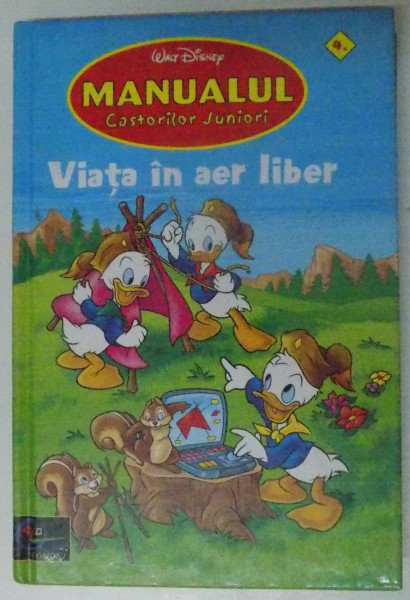 WALT DISNEY
MANUALUL
Castorilor Juniori
Viața în aer liber